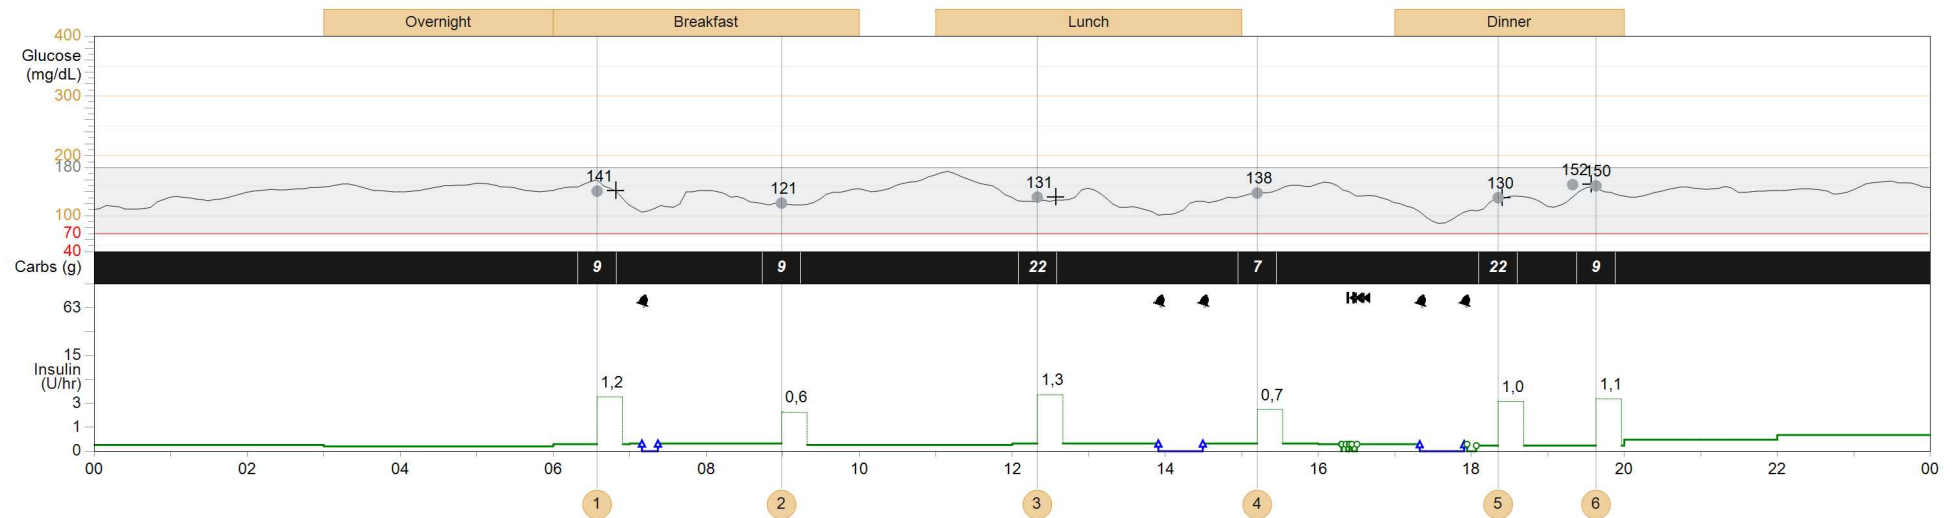 Overnight Breakfast Lunch Dinner
400
Glucose
(mg/dL)
300
200
180
152 150
141 138
131 130
121
100
70
40
Carbs (g) 9 9 22 7 22 9
63
15
Insulin
(U/hr)
1,2 0,6 1,3 0,7 1,0 1,1
3
1
0
00 02 04 06 08 10 12 14 16 18 20 22 00
1 2 3 4 5 6